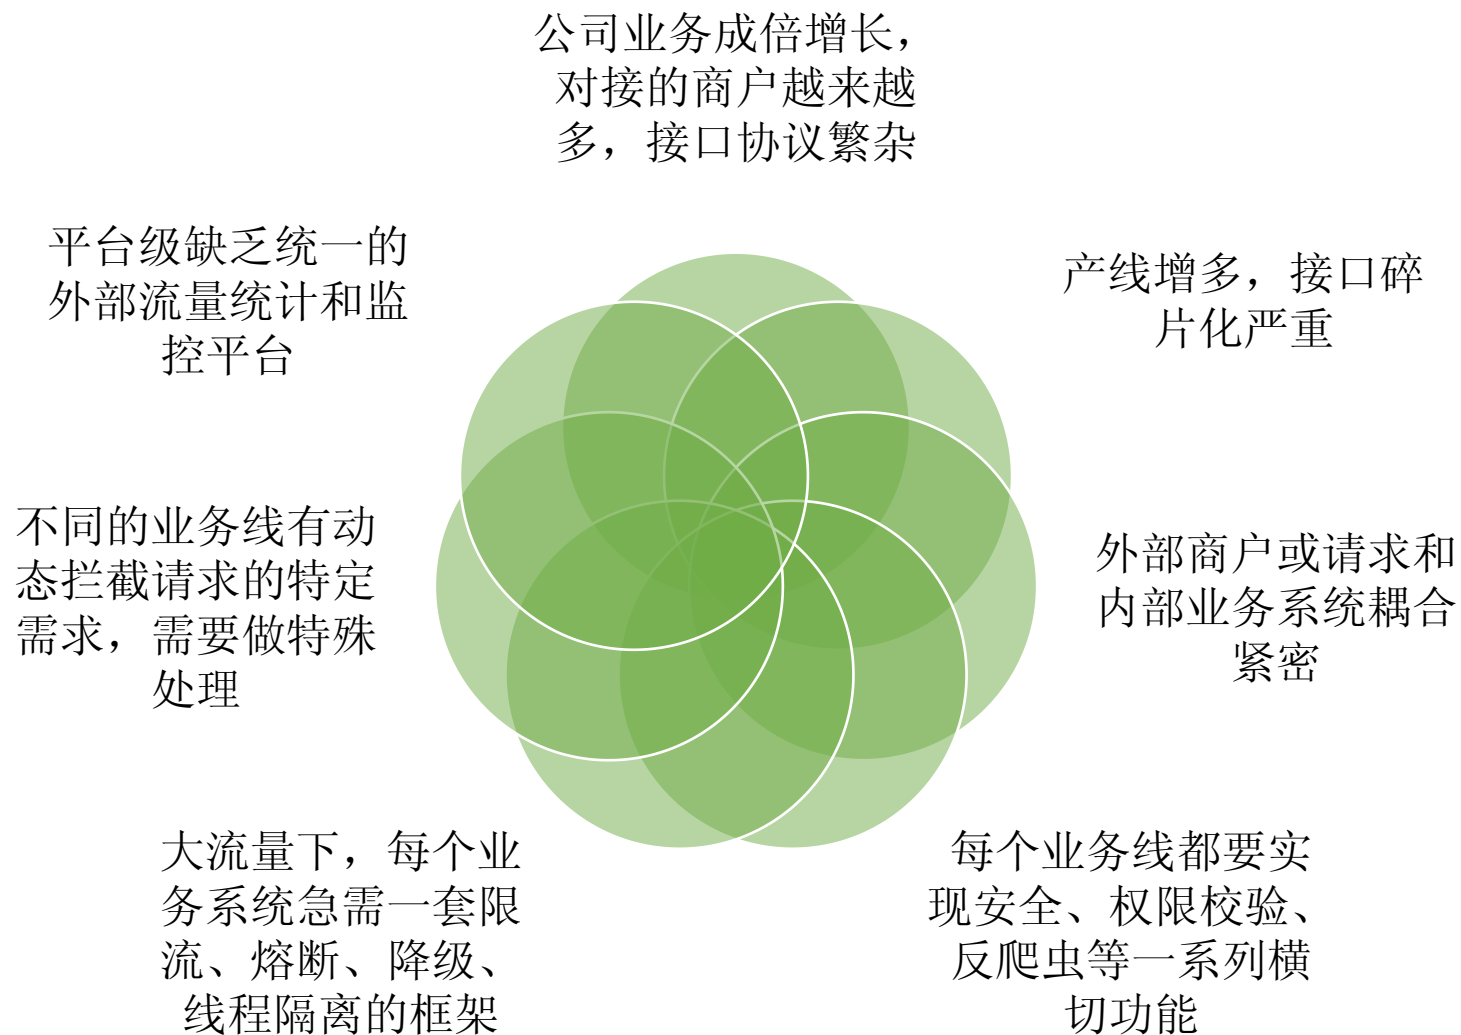 公司业务成倍增长，
对接的商户越来越
多，接口协议繁杂
产线增多，接口碎
片化严重
外部商户或请求和
内部业务系统耦合
紧密
每个业务线都要实
现安全、权限校验、
反爬虫等一系列横
切功能
大流量下，每个业
务系统急需一套限
流、熔断、降级、
线程隔离的框架
不同的业务线有动
态拦截请求的特定
需求，需要做特殊
处理
平台级缺乏统一的
外部流量统计和监
控平台